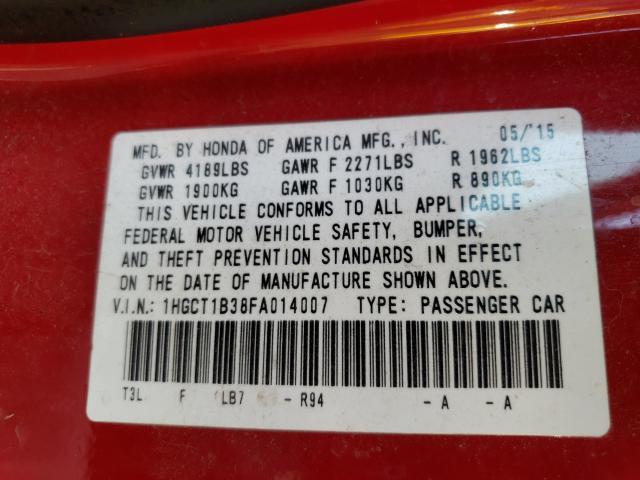 MFD. BY HONDA OF AMERICA MFG., INC. 05/'15
GVWR 4189LBS GAWR F 2271LBS R 1962LBS
GVWR 1900KG GAWR F 1030KG R 890KG
THIS VEHICLE CONFORMS TO ALL APPLICABLE
FEDERAL MOTOR VEHICLE SAFETY, BUMPER,
AND THEFT PREVENTION STANDARDS IN EFFECT
ON THE DATE OF MANUFACTURE SHOWN ABOVE.
V.I.N.: 1HGCT1B38FA014007 TYPE: PASSENGER CAR
T3L F LB7 - R94 - A - A